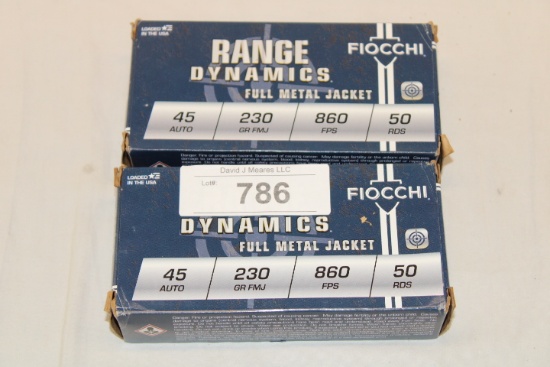 LOADED IN THE USA
RANGE
DYNAMICS
FULL METAL JACKET
FIOCCHI
45 AUTO
230 GR FMJ
860 FPS
50 RDS
LOADED IN THE USA
David J Meares LLC
Lot#: 786
DYNAMICS
FULL METAL JACKET
FIOCCHI
45 AUTO
230 GR FMJ
860 FPS
50 RDS